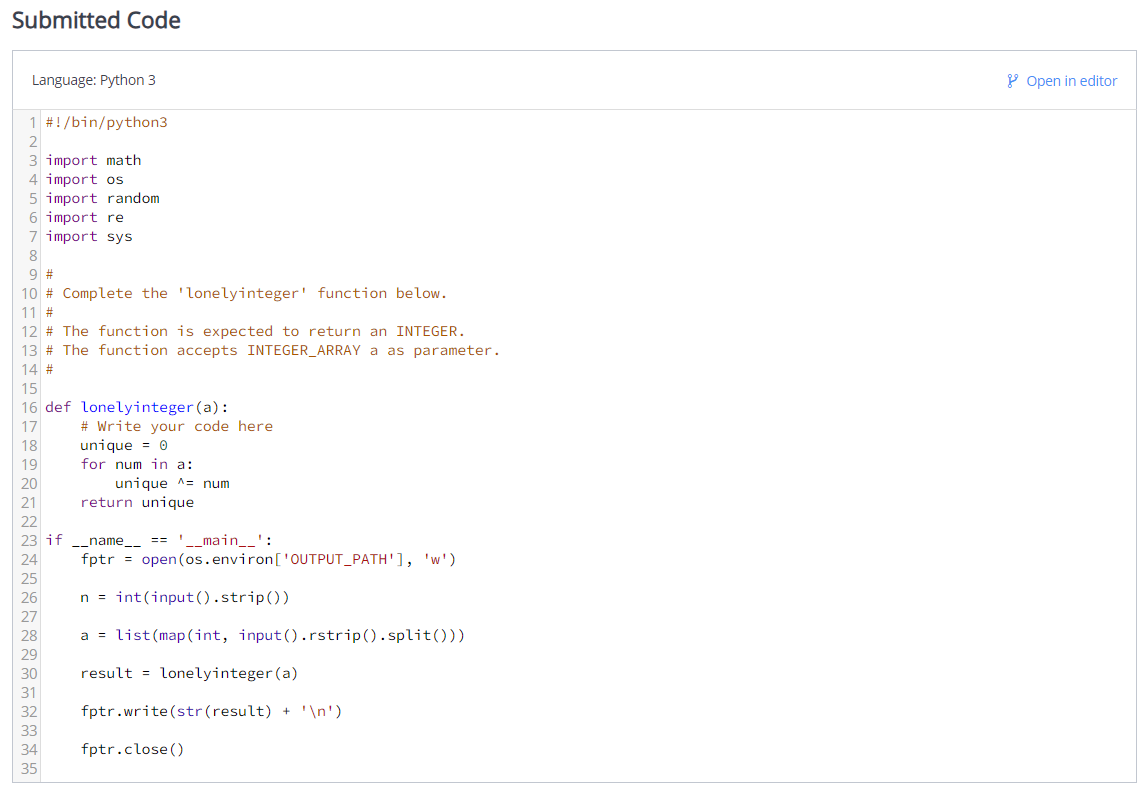 Submitted Code
Language: Python 3
Open in editor
1 #!/bin/python3
2
3 import math
4 import os
5 import random
6 import re
7 import sys
8
9 #
10 # Complete the 'lonelyinteger' function below.
11 #
12 # The function is expected to return an INTEGER.
13 # The function accepts INTEGER_ARRAY a as parameter.
14 #
15
16 def lonelyinteger(a):
17     # Write your code here
18     unique = 0
19     for num in a:
20         unique ^= num
21     return unique
22
23 if __name__ == '__main__':
24     fptr = open(os.environ['OUTPUT_PATH'], 'w')
25
26     n = int(input().strip())
27
28     a = list(map(int, input().rstrip().split()))
29
30     result = lonelyinteger(a)
31
32     fptr.write(str(result) + '\n')
33
34     fptr.close()
35